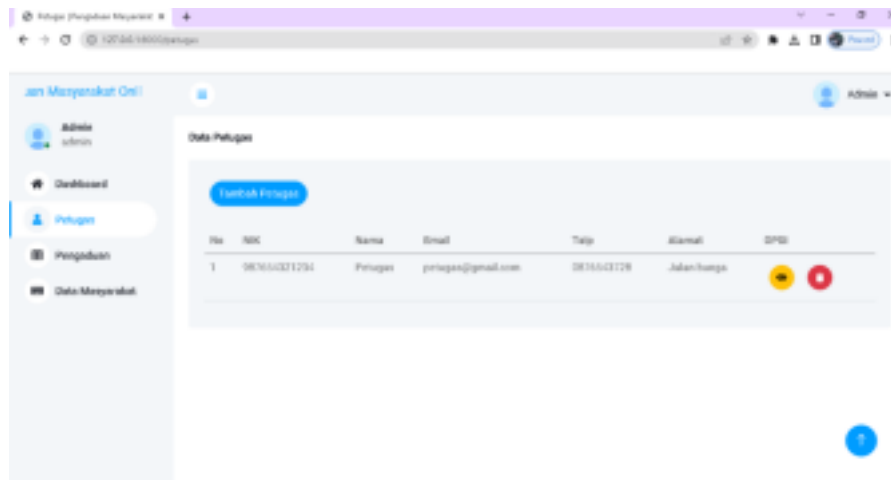 Petugas |Pengaduan Masyarakat
an Masyarakat Onl
Admin
Admin
admin
Data Petugas
Tambah Petugas
Dashboard
Petugas
Pengaduan
Data Masyarakat
No NIK Nama Email Telp Alamat OPSI
1 Petugas petugas@gmail.com Jalan bunga